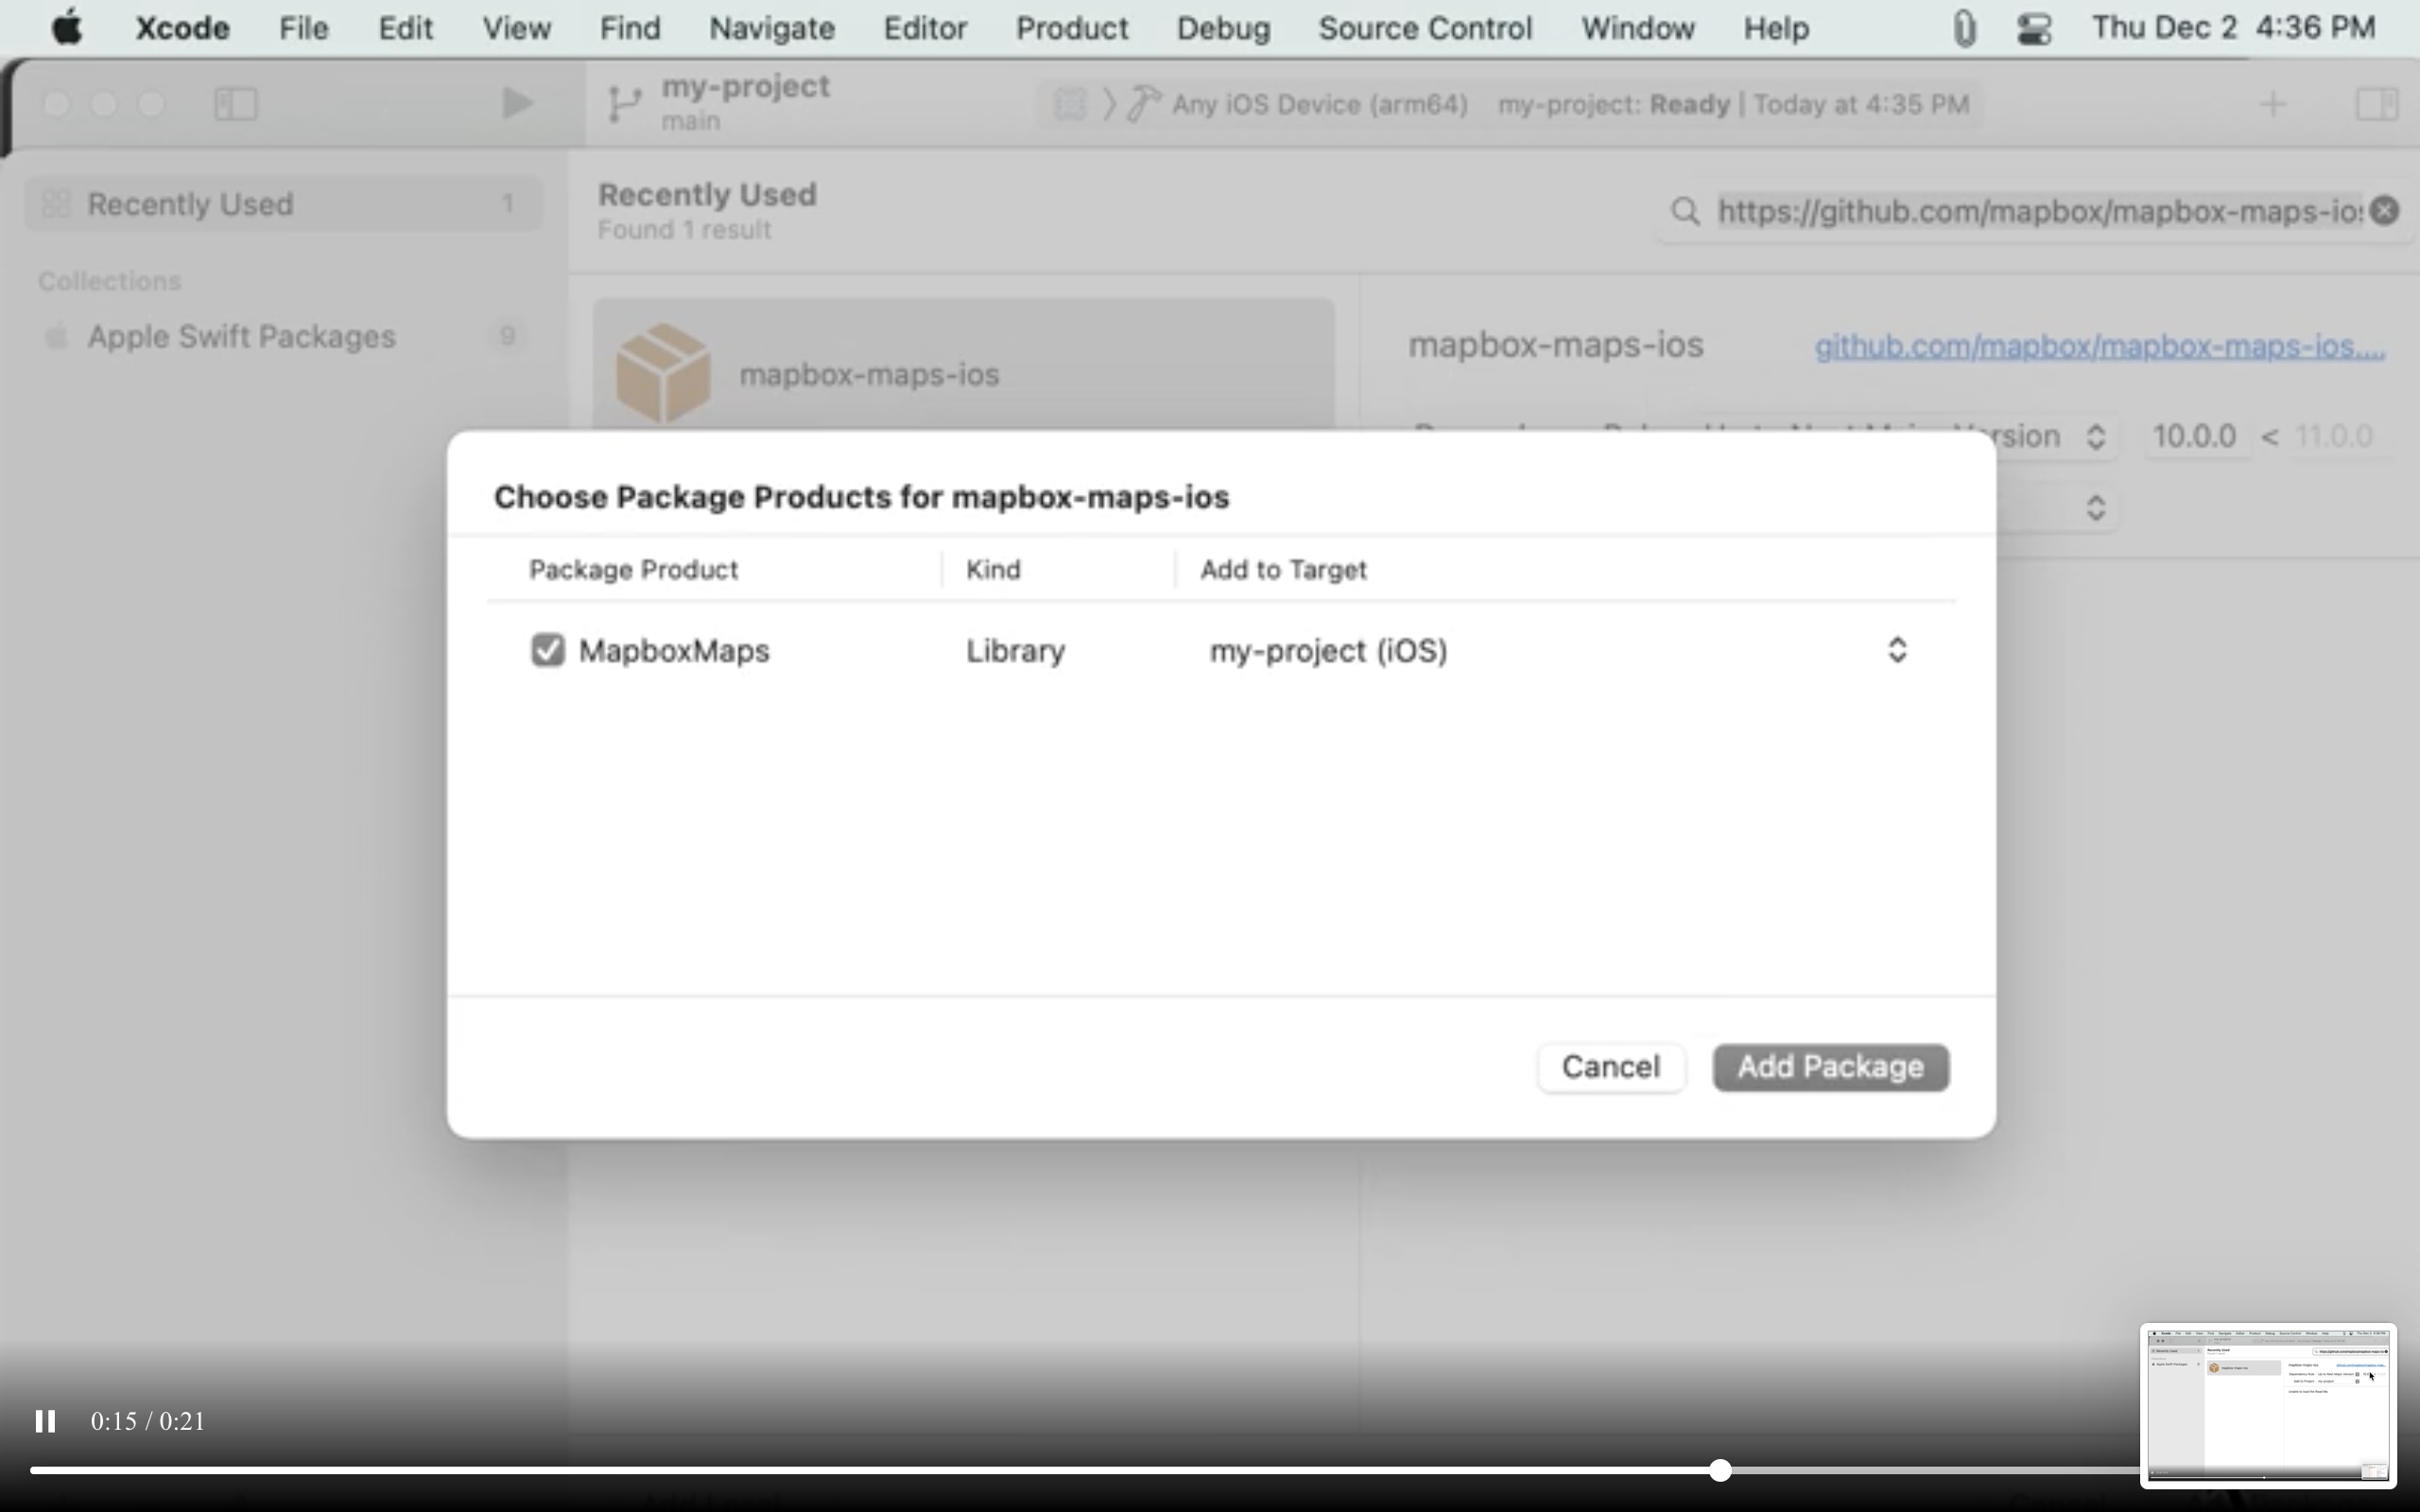 Xcode File Edit View Find Navigate Editor Product Debug Source Control Window Help Thu Dec 2 4:36 PM
my-project
main
Any iOS Device (arm64) my-project: Ready | Today at 4:35 PM
Recently Used 1
Collections
Apple Swift Packages 9
Recently Used
Found 1 result
https://github.com/mapbox/mapbox-maps-ios
mapbox-maps-ios
mapbox-maps-ios github.com/mapbox/mapbox-maps-ios....
Version 10.0.0 < 11.0.0
Choose Package Products for mapbox-maps-ios
Package Product Kind Add to Target
MapboxMaps Library my-project (iOS)
Cancel Add Package
0:15 / 0:21